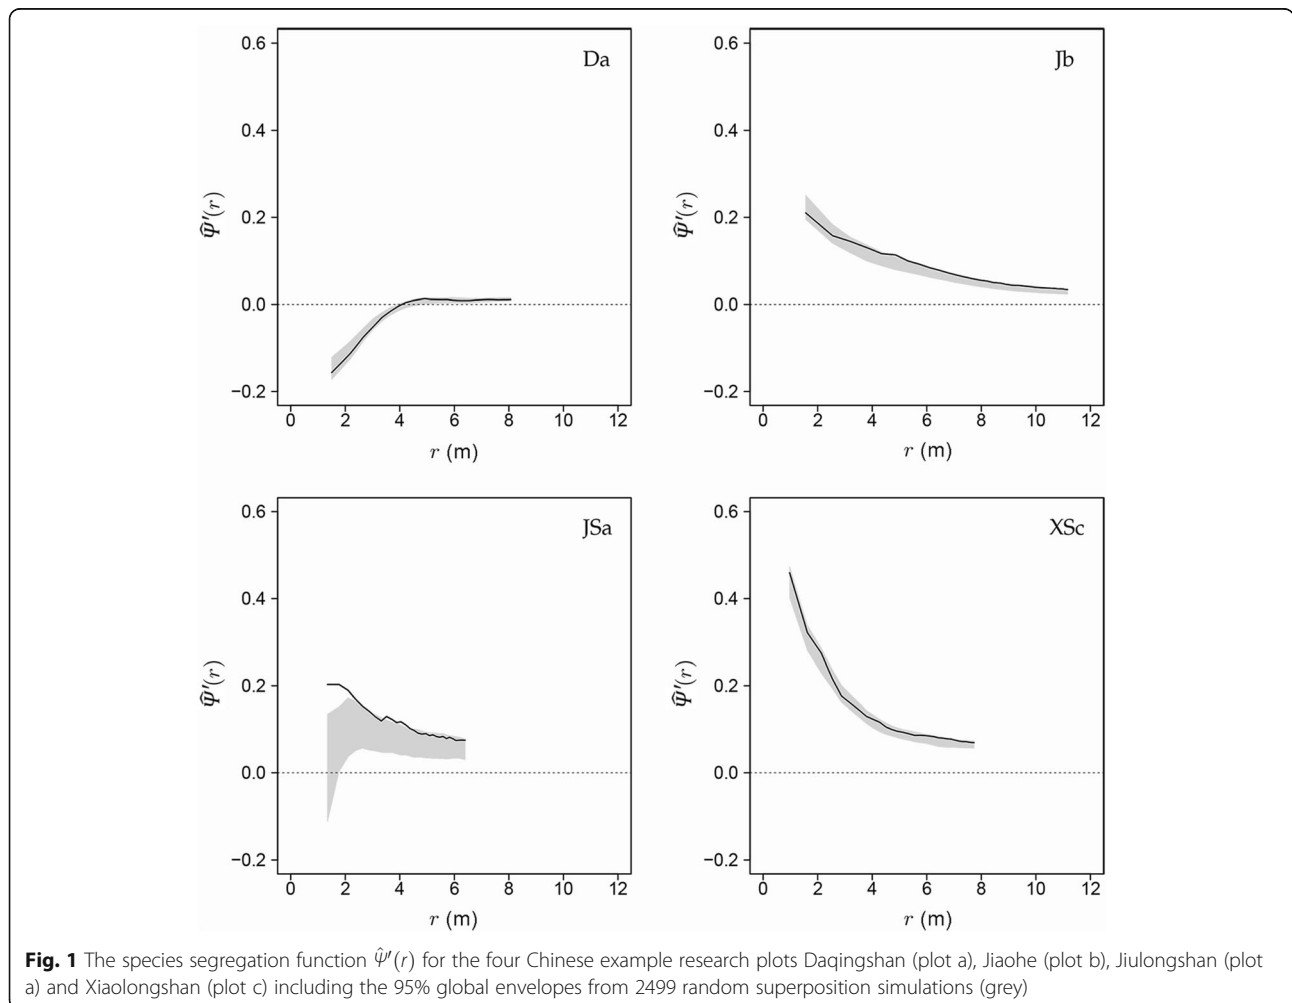 0.6
0.4
0.2
0.0
−0.2
Ψ̂′(r)
Da
0 2 4 6 8 10 12
r (m)
0.6
0.4
0.2
0.0
−0.2
Ψ̂′(r)
Jb
0 2 4 6 8 10 12
r (m)
0.6
0.4
0.2
0.0
−0.2
Ψ̂′(r)
JSa
0 2 4 6 8 10 12
r (m)
0.6
0.4
0.2
0.0
−0.2
Ψ̂′(r)
XSc
0 2 4 6 8 10 12
r (m)
Fig. 1 The species segregation function Ψ̂′(r) for the four Chinese example research plots Daqingshan (plot a), Jiaohe (plot b), Jiulongshan (plot
a) and Xiaolongshan (plot c) including the 95% global envelopes from 2499 random superposition simulations (grey)